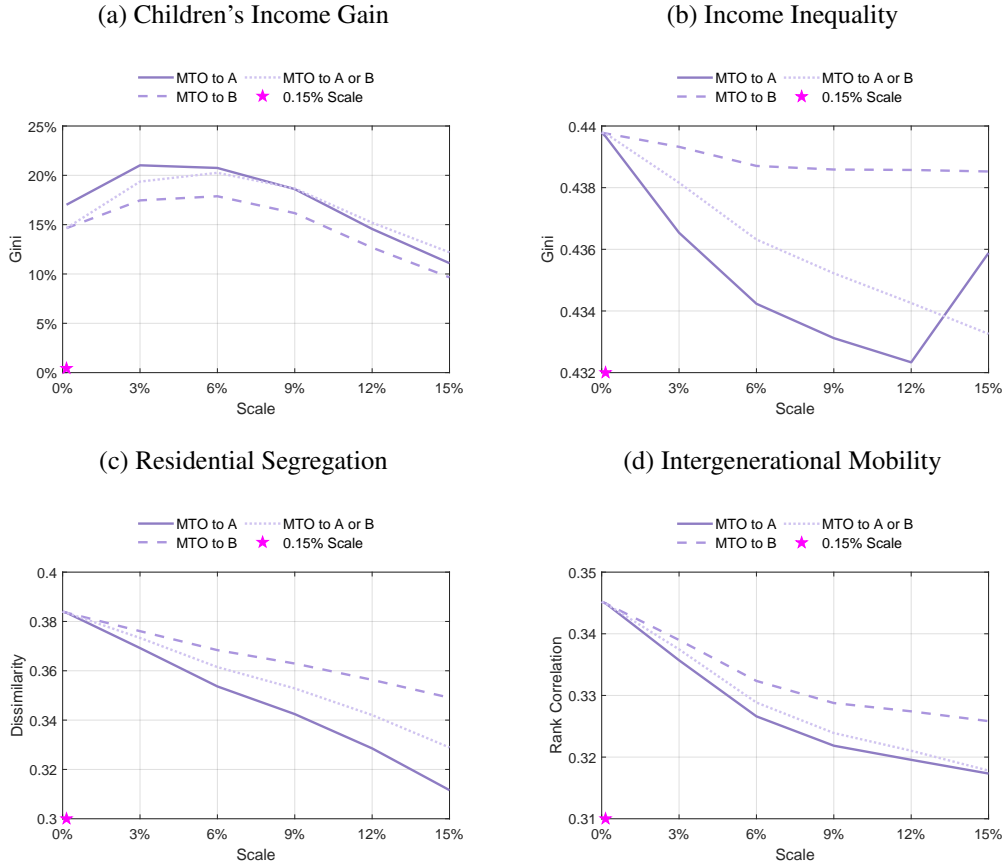 (a) Children's Income Gain
MTO to A MTO to A or B
MTO to B 0.15% Scale
25%
20%
15%
10%
5%
0%
Gini
0% 3% 6% 9% 12% 15%
Scale
(b) Income Inequality
MTO to A MTO to A or B
MTO to B 0.15% Scale
0.44
0.438
0.436
0.434
0.432
Gini
0% 3% 6% 9% 12% 15%
Scale
(c) Residential Segregation
MTO to A MTO to A or B
MTO to B 0.15% Scale
0.4
0.38
0.36
0.34
0.32
0.3
Dissimilarity
0% 3% 6% 9% 12% 15%
Scale
(d) Intergenerational Mobility
MTO to A MTO to A or B
MTO to B 0.15% Scale
0.35
0.34
0.33
0.32
0.31
Rank Correlation
0% 3% 6% 9% 12% 15%
Scale